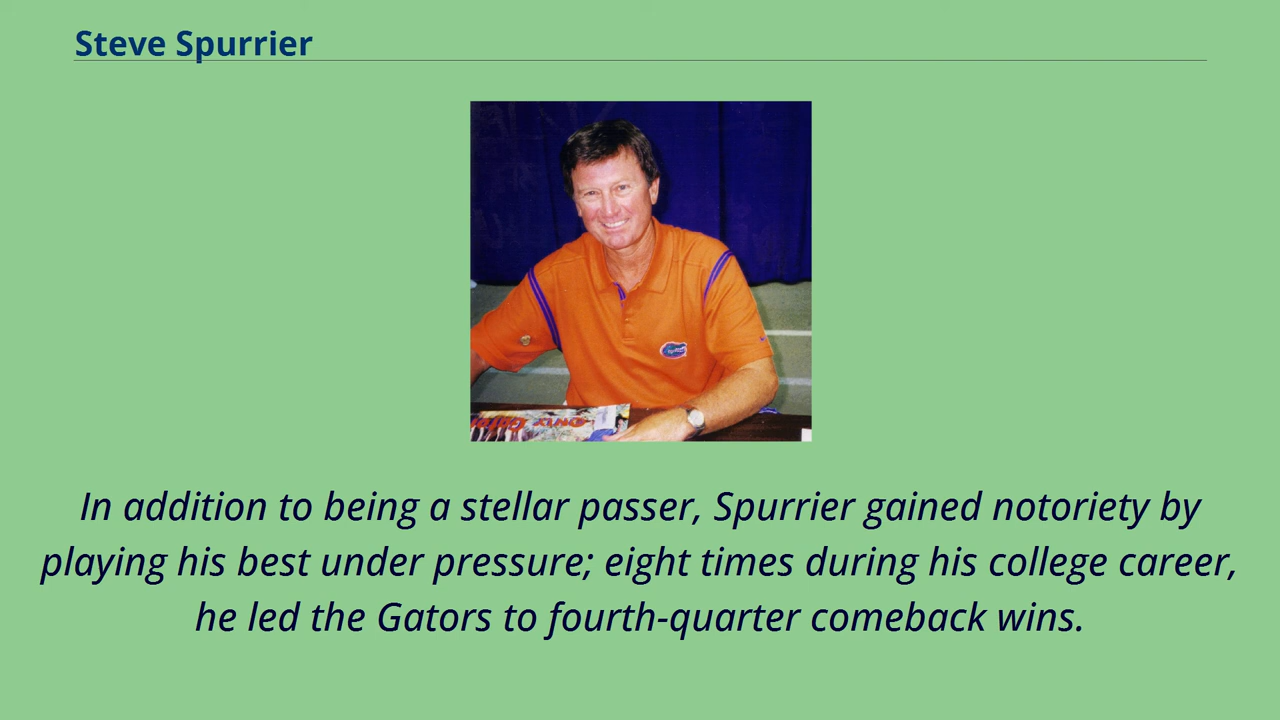 Steve Spurrier
In addition to being a stellar passer, Spurrier gained notoriety by
playing his best under pressure; eight times during his college career,
he led the Gators to fourth-quarter comeback wins.